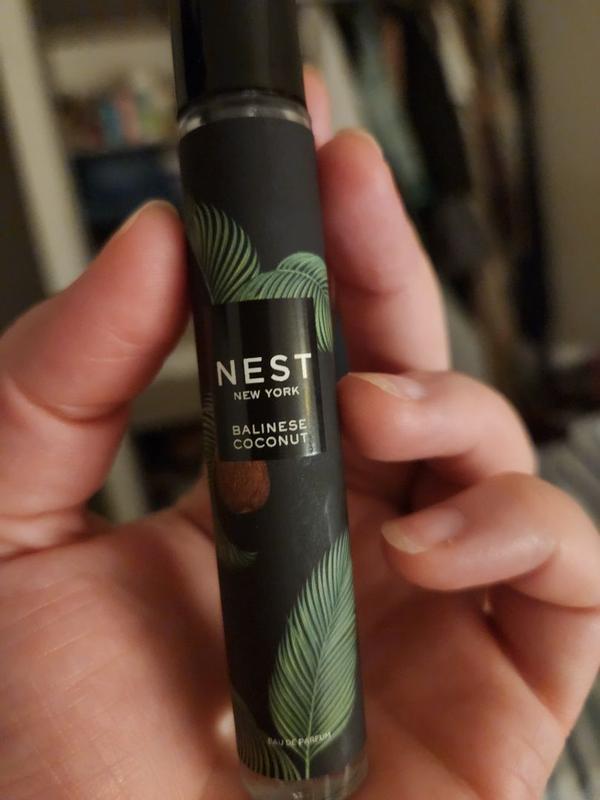 NEST
NEW YORK
BALINESE
COCONUT
EAU DE PARFUM